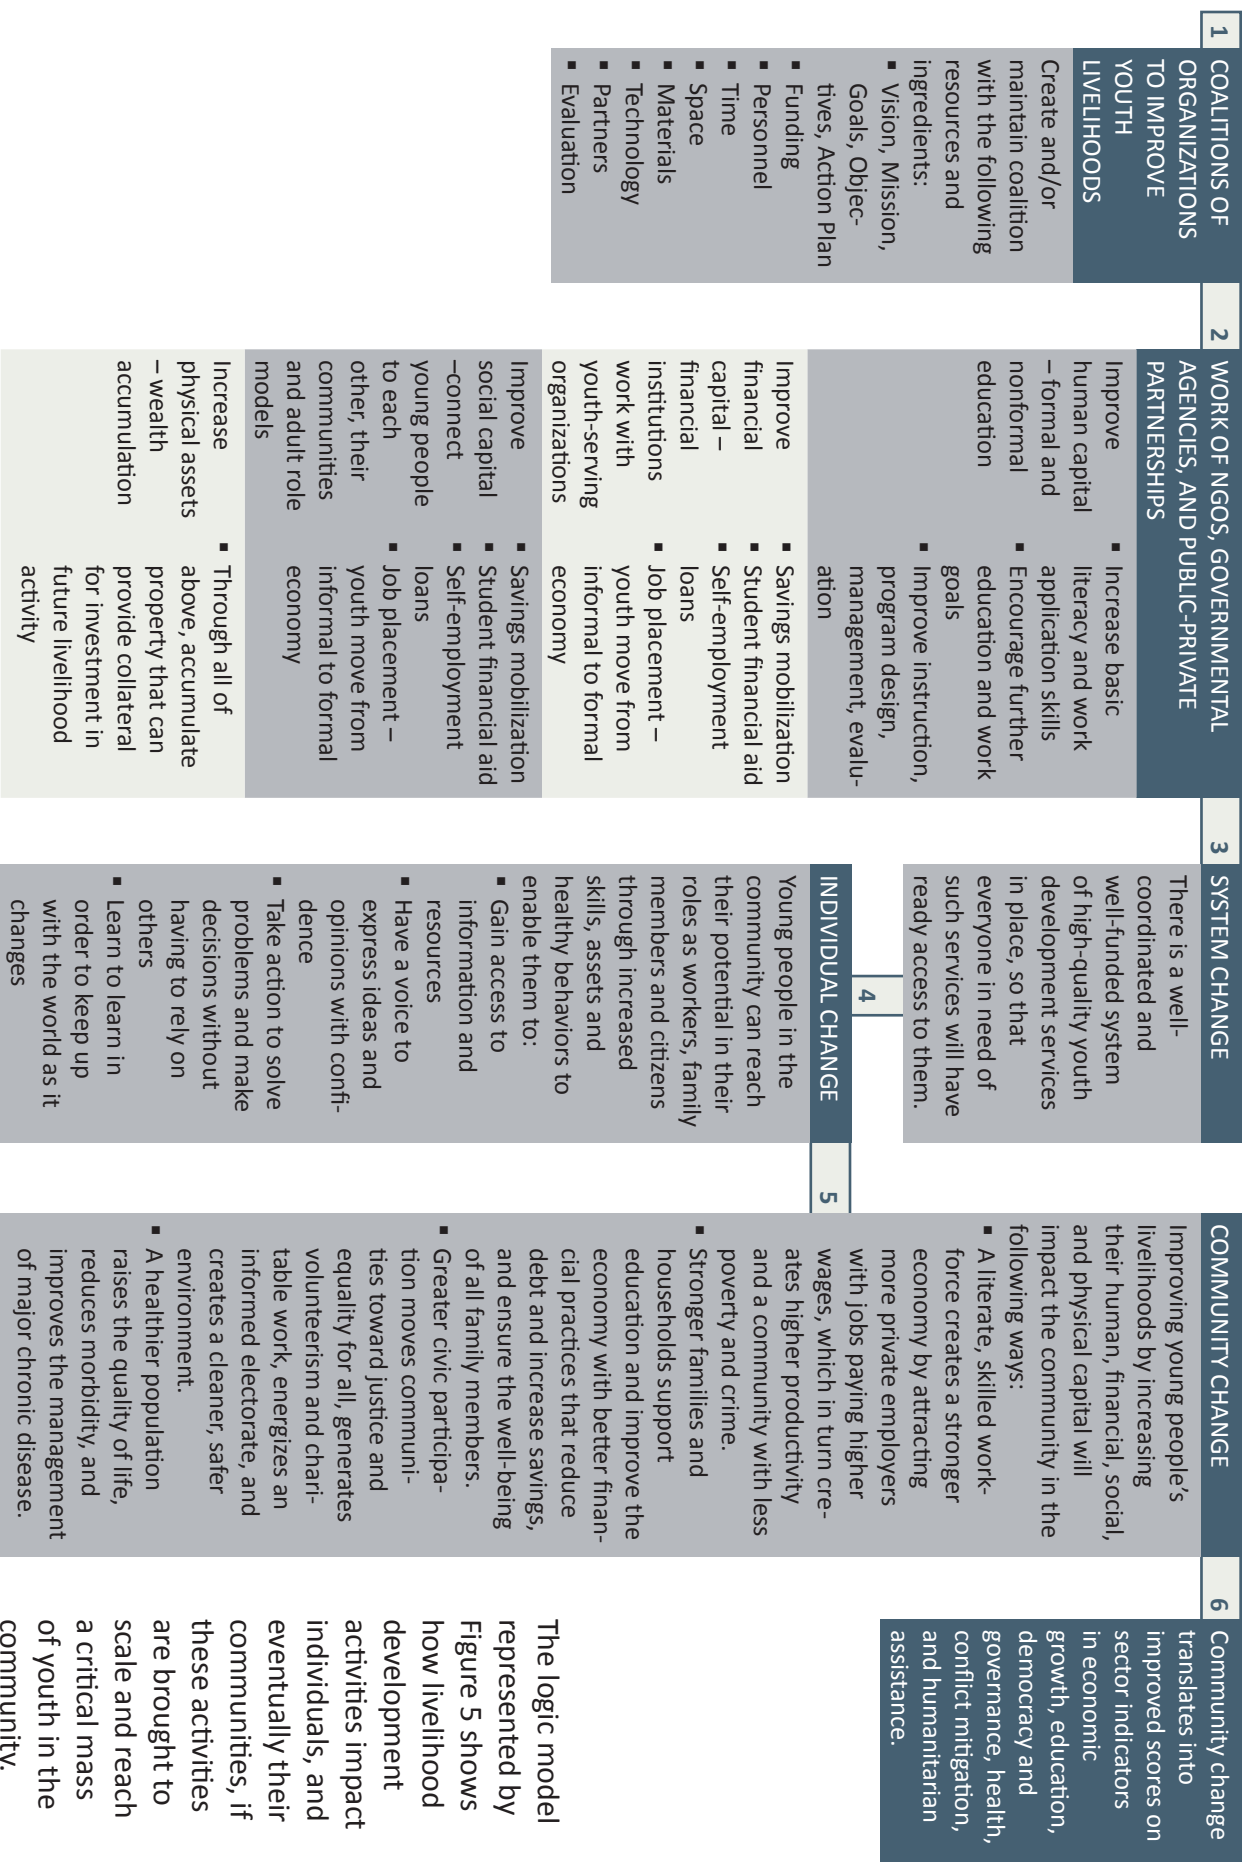 1
COALITIONS OF
ORGANIZATIONS
TO IMPROVE
YOUTH
LIVELIHOODS
Create and/or
maintain coalition
with the following
resources and
ingredients:
▪ Vision, Mission,
Goals, Objec-
tives, Action Plan
▪ Funding
▪ Personnel
▪ Time
▪ Space
▪ Materials
▪ Technology
▪ Partners
▪ Evaluation
2
WORK OF NGOS, GOVERNMENTAL
AGENCIES, AND PUBLIC-PRIVATE
PARTNERSHIPS
Improve
human capital
– formal and
nonformal
education
▪ Increase basic
literacy and work
application skills
▪ Encourage further
education and work
goals
▪ Improve instruction,
program design,
management, evalu-
ation
Improve
financial
capital –
financial
institutions
work with
youth-serving
organizations
▪ Savings mobilization
▪ Student financial aid
▪ Self-employment
loans
▪ Job placement –
youth move from
informal to formal
economy
Improve
social capital
–connect
young people
to each
other, their
communities
and adult role
models
▪ Savings mobilization
▪ Student financial aid
▪ Self-employment
loans
▪ Job placement –
youth move from
informal to formal
economy
Increase
physical assets
– wealth
accumulation
▪ Through all of
above, accumulate
property that can
provide collateral
for investment in
future livelihood
activity
3
SYSTEM CHANGE
There is a well-
coordinated and
well-funded system
of high-quality youth
development services
in place, so that
everyone in need of
such services will have
ready access to them.
4
INDIVIDUAL CHANGE
Young people in the
community can reach
their potential in their
roles as workers, family
members and citizens
through increased
skills, assets and
healthy behaviors to
enable them to:
▪ Gain access to
information and
resources
▪ Have a voice to
express ideas and
opinions with confi-
dence
▪ Take action to solve
problems and make
decisions without
having to rely on
others
▪ Learn to learn in
order to keep up
with the world as it
changes
5
COMMUNITY CHANGE
Improving young people’s
livelihoods by increasing
their human, financial, social,
and physical capital will
impact the community in the
following ways:
▪ A literate, skilled work-
force creates a stronger
economy by attracting
more private employers
with jobs paying higher
wages, which in turn cre-
ates higher productivity
and a community with less
poverty and crime.
▪ Stronger families and
households support
education and improve the
economy with better finan-
cial practices that reduce
debt and increase savings,
and ensure the well-being
of all family members.
▪ Greater civic participa-
tion moves communi-
ties toward justice and
equality for all, generates
volunteerism and chari-
table work, energizes an
informed electorate, and
creates a cleaner, safer
environment.
▪ A healthier population
raises the quality of life,
reduces morbidity, and
improves the management
of major chronic disease.
6
Community change
translates into
improved scores on
sector indicators
in economic
growth, education,
democracy and
governance, health,
conflict mitigation,
and humanitarian
assistance.
The logic model
represented by
Figure 5 shows
how livelihood
development
activities impact
individuals, and
eventually their
communities, if
these activities
are brought to
scale and reach
a critical mass
of youth in the
community.